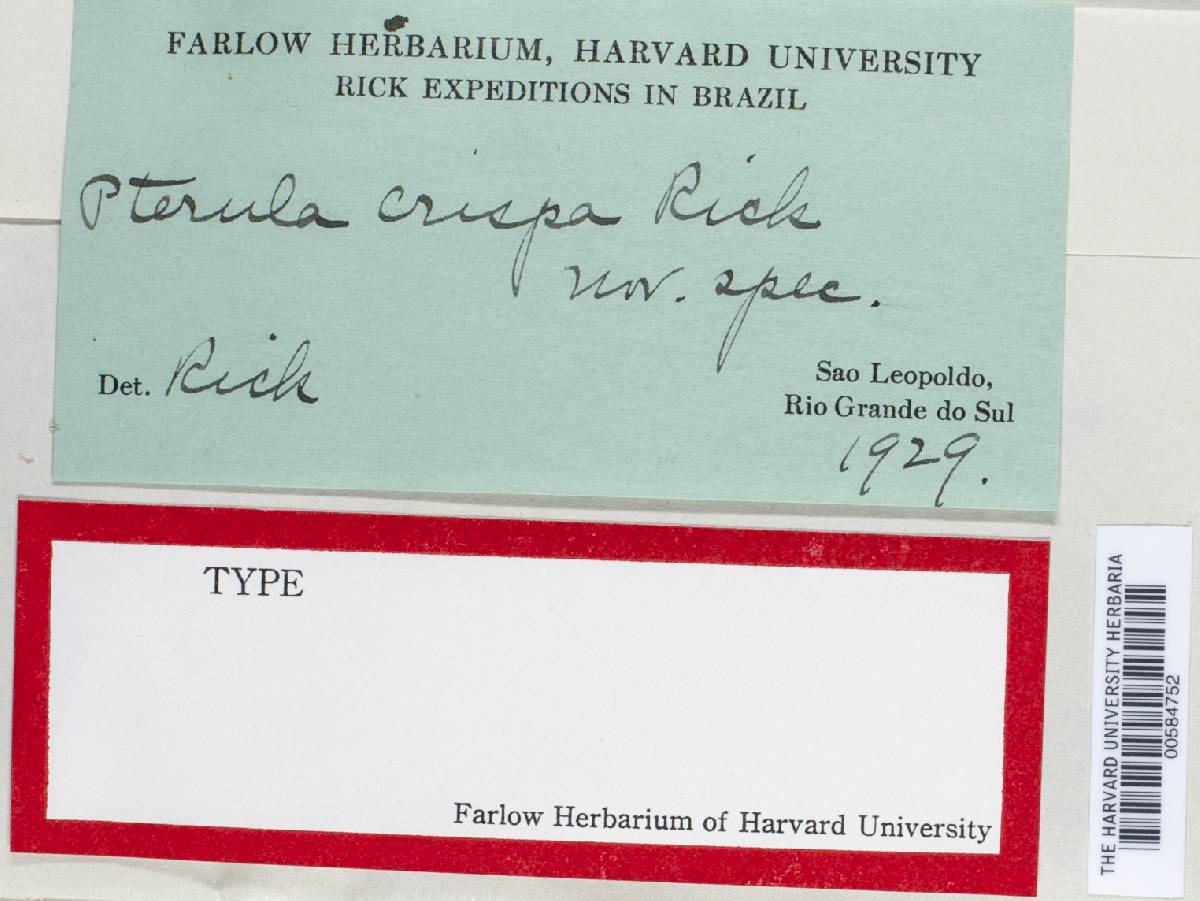 FARLOW HERBARIUM, HARVARD UNIVERSITY
RICK EXPEDITIONS IN BRAZIL
Pterula crispa Rick
nov. spec.
Det. Rick
Sao Leopoldo,
Rio Grande do Sul
1929.
TYPE
Farlow Herbarium of Harvard University
THE HARVARD UNIVERSITY HERBARIA
00584752